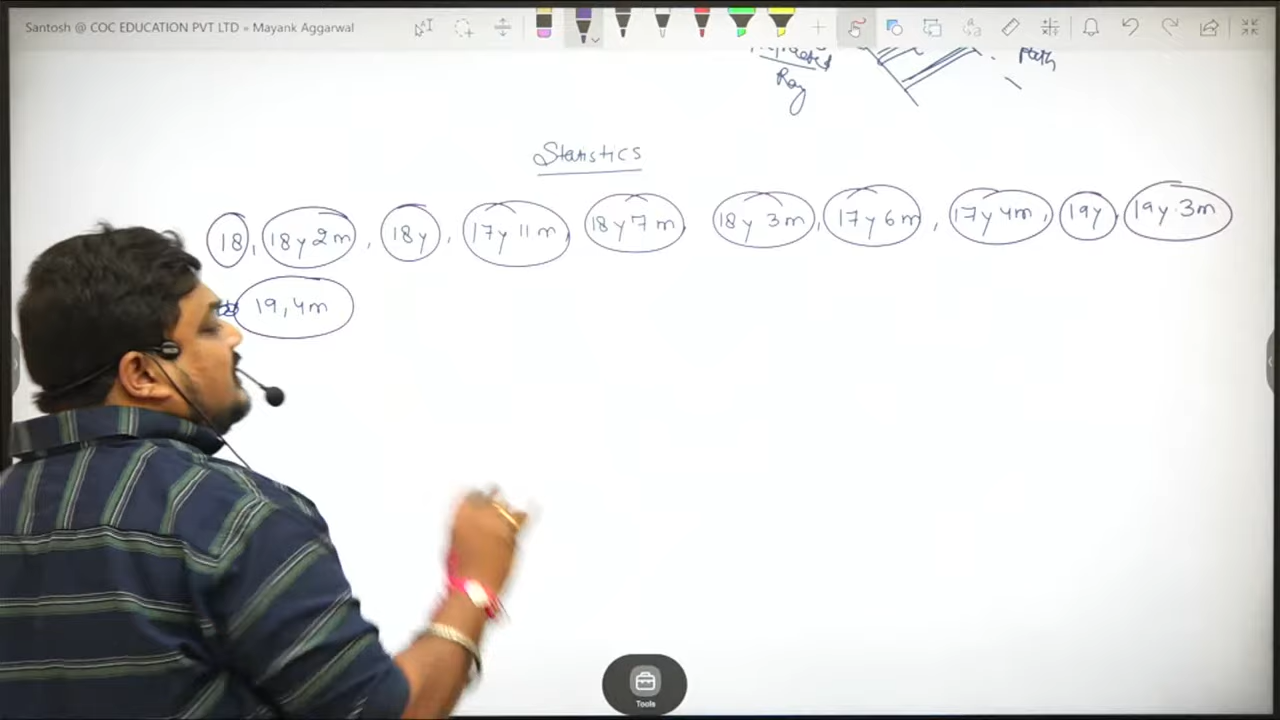 Santosh @ COC EDUCATION PVT LTD = Mayank Aggarwal
Ray
Path
Statistics
18, 18y 2m, 18y, 17y 11m, 18y 7m, 18y 3m, 17y 6m, 17y 4m, 19y, 19y 3m
19, 4m
Tools